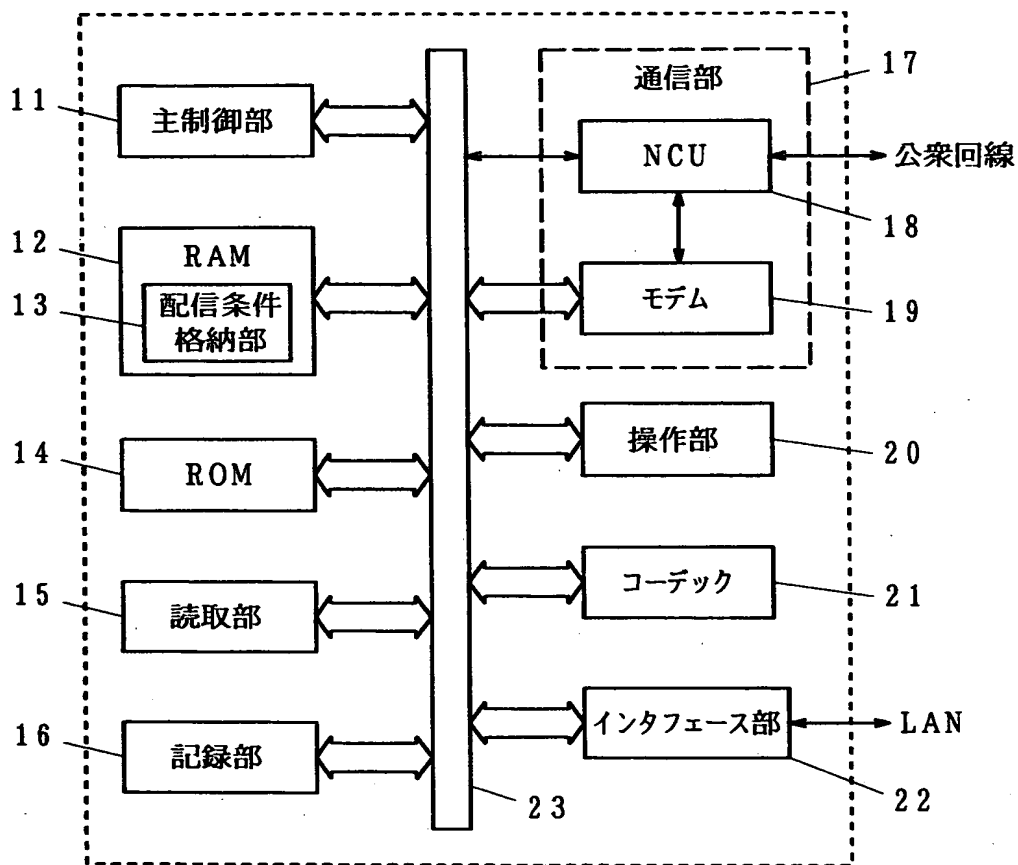 11
主制御部
12
RAM
13
配信条件
格納部
14
ROM
15
読取部
16
記録部
通信部
17
NCU
公衆回線
18
モデム
19
操作部
20
コーデック
21
インタフェース部
LAN
22
23